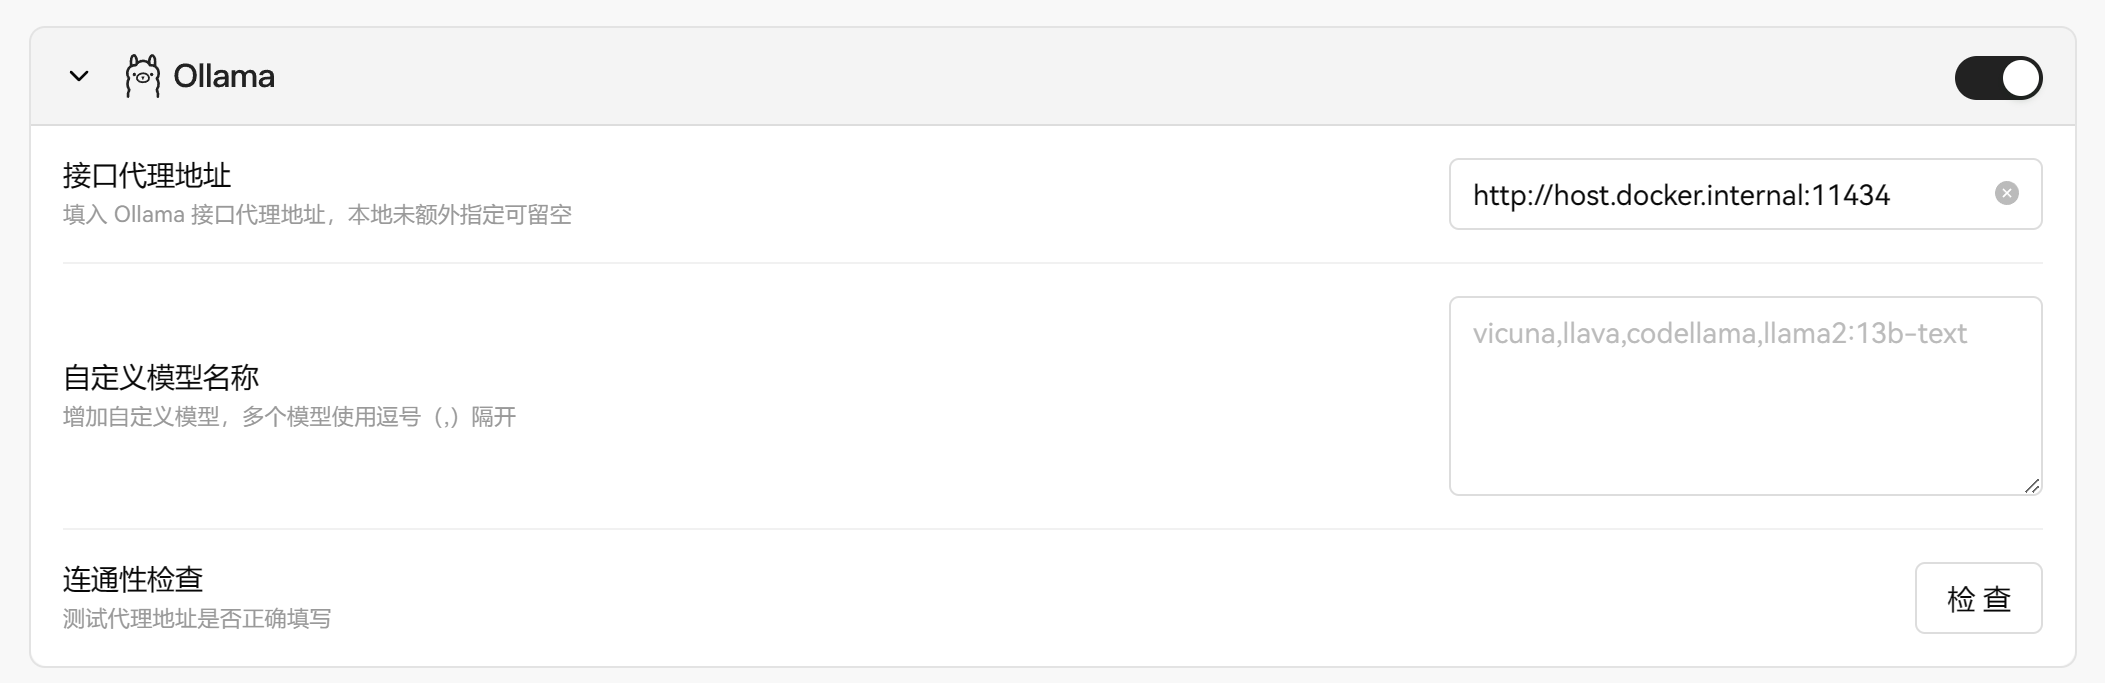 Ollama
接口代理地址
填入 Ollama 接口代理地址，本地未额外指定可留空
http://host.docker.internal:11434
自定义模型名称
增加自定义模型，多个模型使用逗号（,）隔开
vicuna,llava,codellama,llama2:13b-text
连通性检查
测试代理地址是否正确填写
检 查